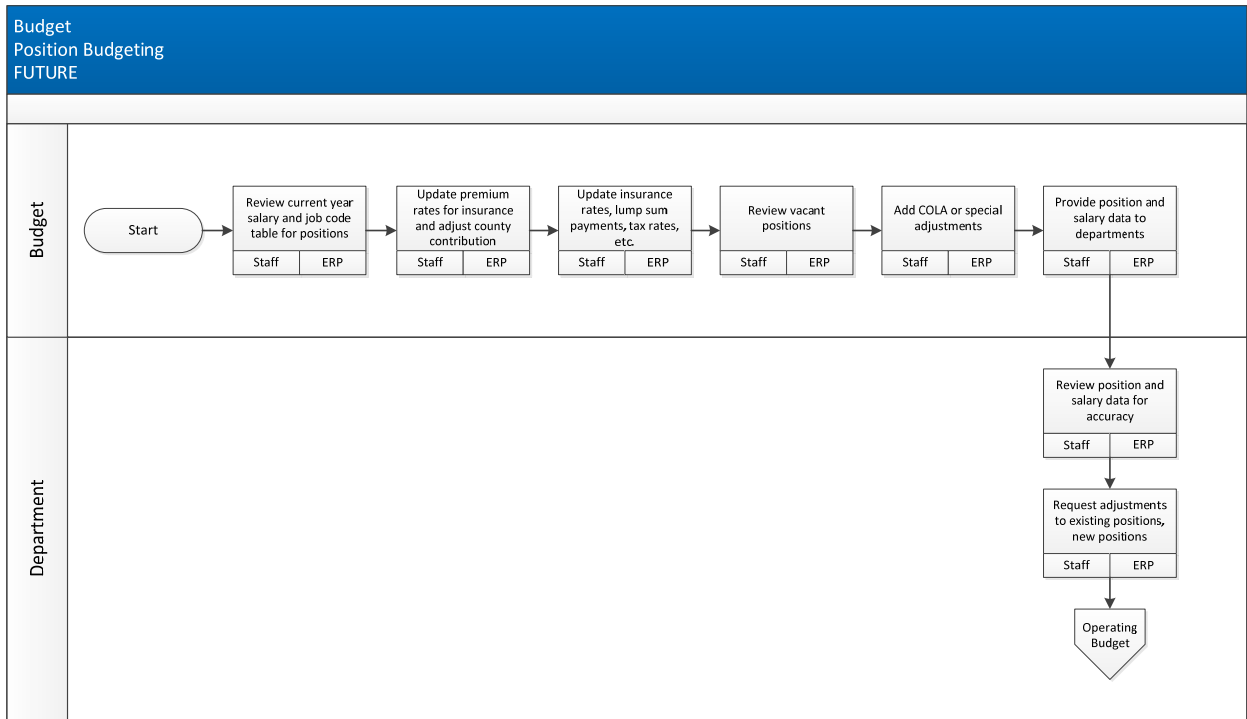 Budget
Position Budgeting
FUTURE
Budget
Start
Review current year
salary and job code
table for positions
Staff
ERP
Update premium
rates for insurance
and adjust county
contribution
Staff
ERP
Update insurance
rates, lump sum
payments, tax rates,
etc.
Staff
ERP
Review vacant
positions
Staff
ERP
Add COLA or special
adjustments
Staff
ERP
Provide position and
salary data to
departments
Staff
ERP
Department
Review position and
salary data for
accuracy
Staff
ERP
Request adjustments
to existing positions,
new positions
Staff
ERP
Operating
Budget